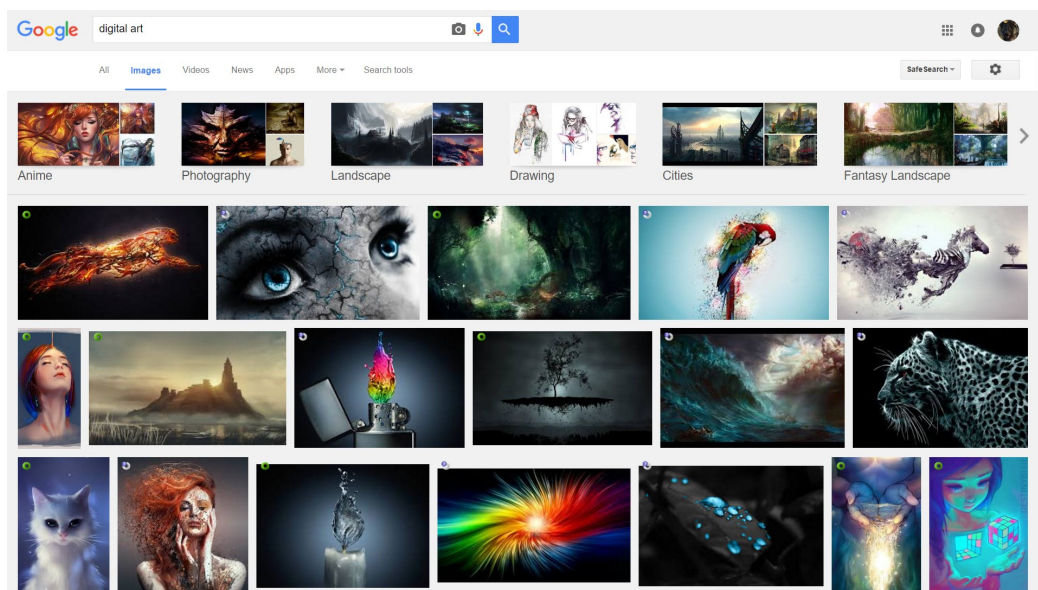 Google digital art
All Images Videos News Apps More Search tools SafeSearch
Anime Photography Landscape Drawing Cities Fantasy Landscape